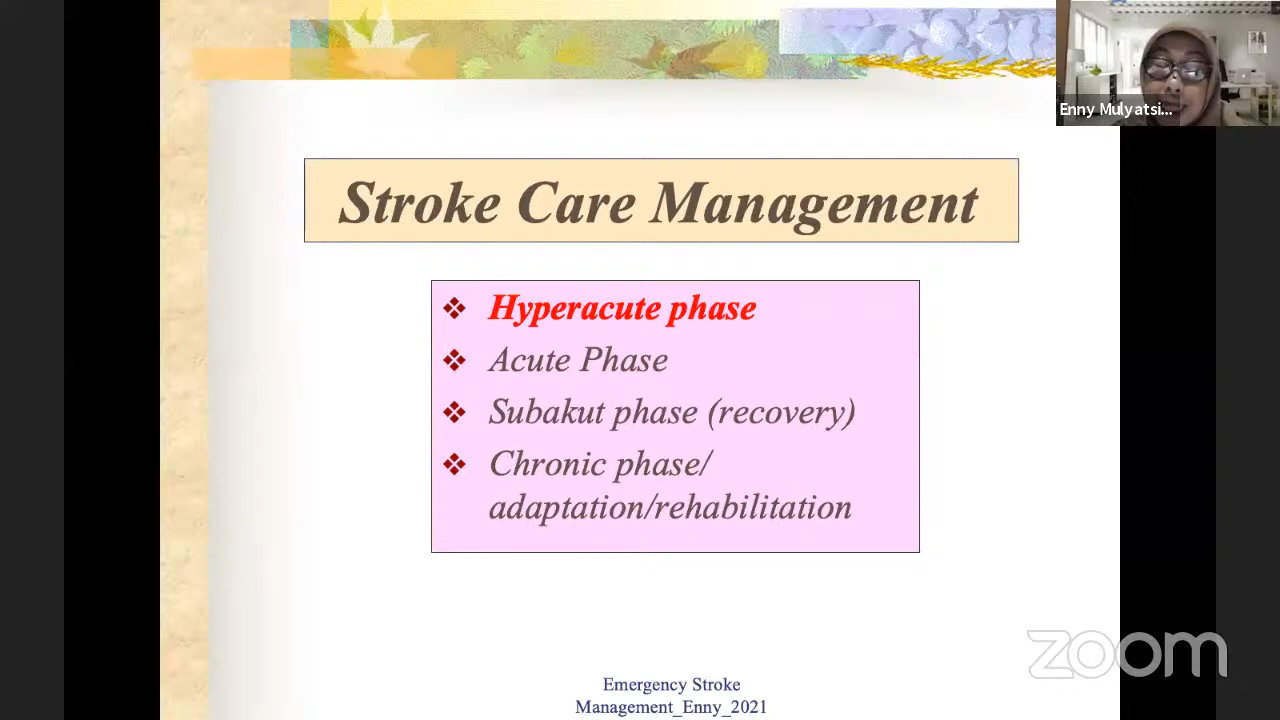 Enny Mulyatsi...
Stroke Care Management
Hyperacute phase
Acute Phase
Subakut phase (recovery)
Chronic phase/
adaptation/rehabilitation
zoom
Emergency Stroke
Management_Enny_2021